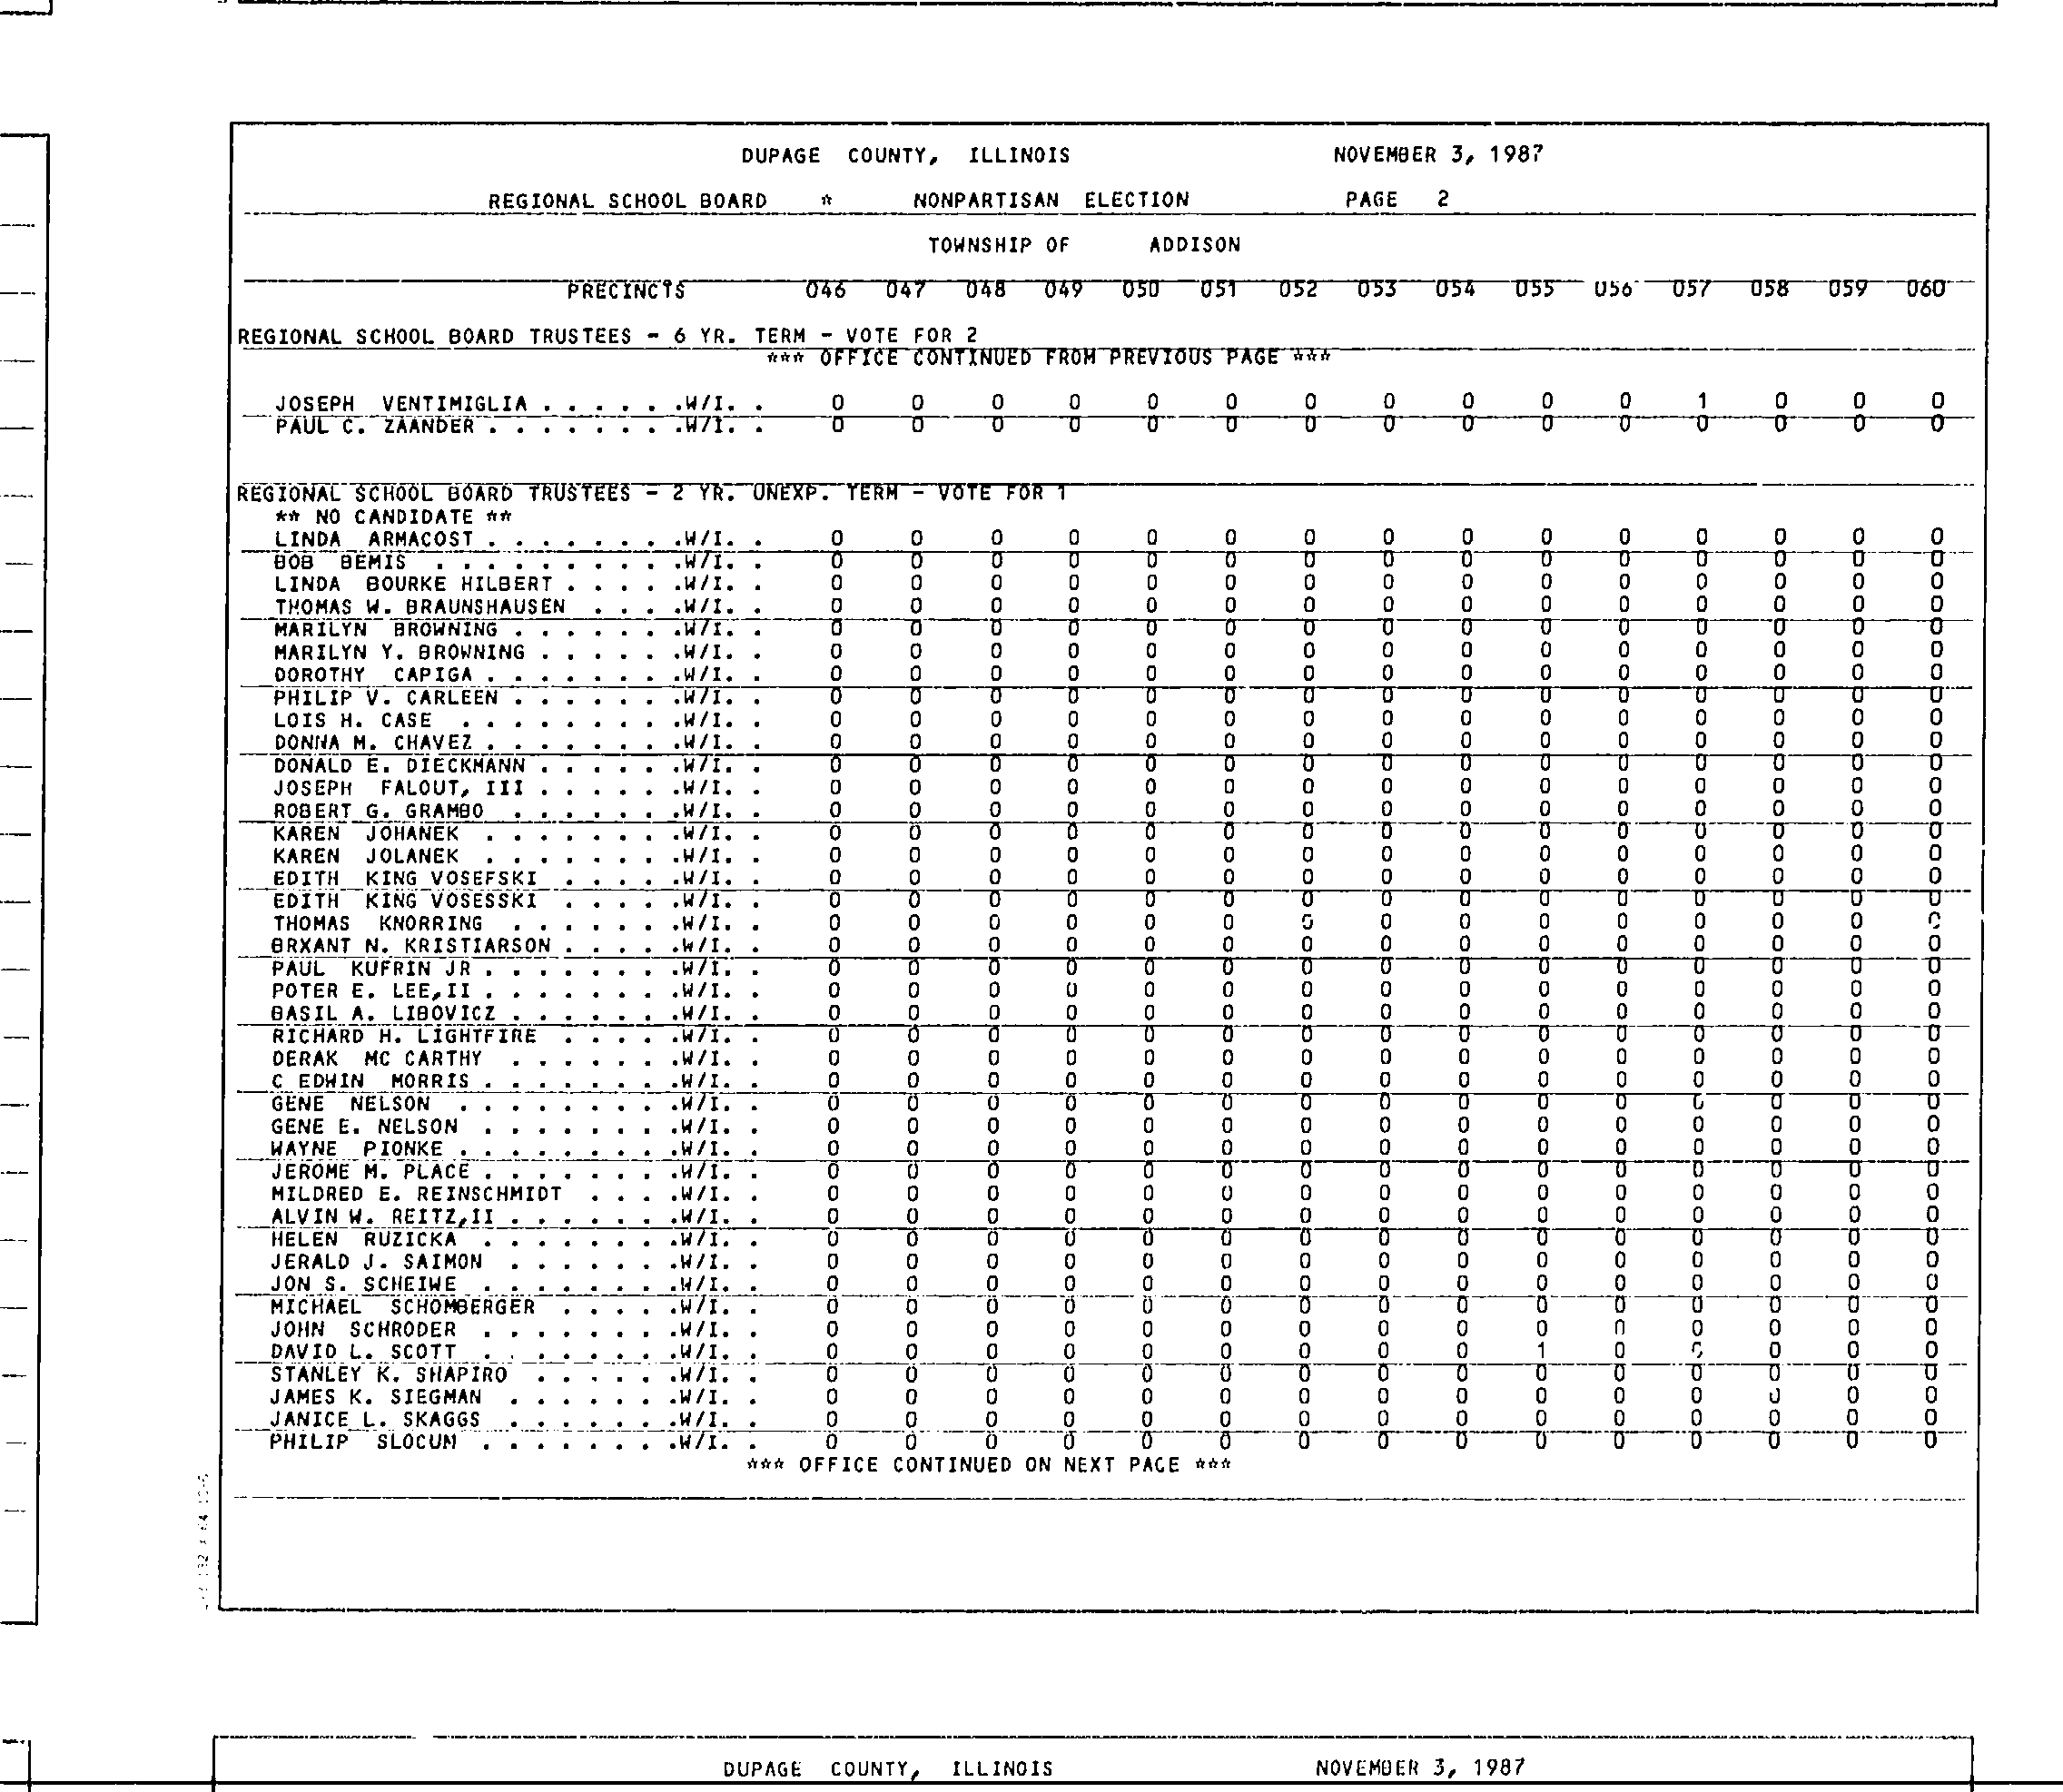 DUPAGE COUNTY, ILLINOIS NOVEMBER 3, 1987
REGIONAL SCHOOL BOARD * NONPARTISAN ELECTION PAGE 2
TOWNSHIP OF ADDISON
PRECINCTS 046 047 048 049 050 051 052 053 054 055 056 057 058 059 060
REGIONAL SCHOOL BOARD TRUSTEES - 6 YR. TERM - VOTE FOR 2
*** OFFICE CONTINUED FROM PREVIOUS PAGE ***
JOSEPH VENTIMIGLIA . . . . . .W/I. . 0 0 0 0 0 0 0 0 0 0 0 1 0 0 0
PAUL C. ZAANDER . . . . . . . .W/I. . 0 0 0 0 0 0 0 0 0 0 0 0 0 0 0
REGIONAL SCHOOL BOARD TRUSTEES - 2 YR. UNEXP. TERM - VOTE FOR 1
** NO CANDIDATE **
LINDA ARMACOST . . . . . . . .W/I. . 0 0 0 0 0 0 0 0 0 0 0 0 0 0 0
BOB BEMIS . . . . . . . . . .W/I. . 0 0 0 0 0 0 0 0 0 0 0 0 0 0 0
LINDA BOURKE HILBERT . . . . .W/I. . 0 0 0 0 0 0 0 0 0 0 0 0 0 0 0
THOMAS W. BRAUNSHAUSEN . . . .W/I. . 0 0 0 0 0 0 0 0 0 0 0 0 0 0 0
MARILYN BROWNING . . . . . . .W/I. . 0 0 0 0 0 0 0 0 0 0 0 0 0 0 0
MARILYN Y. BROWNING . . . . . .W/I. . 0 0 0 0 0 0 0 0 0 0 0 0 0 0 0
DOROTHY CAPIGA . . . . . . . .W/I. . 0 0 0 0 0 0 0 0 0 0 0 0 0 0 0
PHILIP V. CARLEEN . . . . . . .W/I. . 0 0 0 0 0 0 0 0 0 0 0 0 0 0 0
LOIS H. CASE . . . . . . . . .W/I. . 0 0 0 0 0 0 0 0 0 0 0 0 0 0 0
DONNA M. CHAVEZ . . . . . . . .W/I. . 0 0 0 0 0 0 0 0 0 0 0 0 0 0 0
DONALD E. DIECKMANN . . . . . .W/I. . 0 0 0 0 0 0 0 0 0 0 0 0 0 0 0
JOSEPH FALOUT, III . . . . . .W/I. . 0 0 0 0 0 0 0 0 0 0 0 0 0 0 0
ROBERT G. GRAMBO . . . . . . .W/I. . 0 0 0 0 0 0 0 0 0 0 0 0 0 0 0
KAREN JOHANEK . . . . . . . .W/I. . 0 0 0 0 0 0 0 0 0 0 0 0 0 0 0
KAREN JOLANEK . . . . . . . .W/I. . 0 0 0 0 0 0 0 0 0 0 0 0 0 0 0
EDITH KING VOSEFSKI . . . . .W/I. . 0 0 0 0 0 0 0 0 0 0 0 0 0 0 0
EDITH KING VOSESSKI . . . . .W/I. . 0 0 0 0 0 0 0 0 0 0 0 0 0 0 0
THOMAS KNORRING . . . . . . .W/I. . 0 0 0 0 0 0 0 0 0 0 0 0 0 0 0
BRXANT N. KRISTIARSON . . . . .W/I. . 0 0 0 0 0 0 0 0 0 0 0 0 0 0 0
PAUL KUFRIN JR . . . . . . . .W/I. . 0 0 0 0 0 0 0 0 0 0 0 0 0 0 0
POTER E. LEE,II . . . . . . . .W/I. . 0 0 0 0 0 0 0 0 0 0 0 0 0 0 0
BASIL A. LIBOVICZ . . . . . . .W/I. . 0 0 0 0 0 0 0 0 0 0 0 0 0 0 0
RICHARD H. LIGHTFIRE . . . . .W/I. . 0 0 0 0 0 0 0 0 0 0 0 0 0 0 0
DERAK MC CARTHY . . . . . . .W/I. . 0 0 0 0 0 0 0 0 0 0 0 0 0 0 0
C EDWIN MORRIS . . . . . . . .W/I. . 0 0 0 0 0 0 0 0 0 0 0 0 0 0 0
GENE NELSON . . . . . . . . .W/I. . 0 0 0 0 0 0 0 0 0 0 0 0 0 0 0
GENE E. NELSON . . . . . . . .W/I. . 0 0 0 0 0 0 0 0 0 0 0 0 0 0 0
WAYNE PIONKE . . . . . . . . .W/I. . 0 0 0 0 0 0 0 0 0 0 0 0 0 0 0
JEROME M. PLACE . . . . . . . .W/I. . 0 0 0 0 0 0 0 0 0 0 0 0 0 0 0
MILDRED E. REINSCHMIDT . . . .W/I. . 0 0 0 0 0 0 0 0 0 0 0 0 0 0 0
ALVIN W. REITZ,II . . . . . . .W/I. . 0 0 0 0 0 0 0 0 0 0 0 0 0 0 0
HELEN RUZICKA . . . . . . . .W/I. . 0 0 0 0 0 0 0 0 0 0 0 0 0 0 0
JERALD J. SAIMON . . . . . . .W/I. . 0 0 0 0 0 0 0 0 0 0 0 0 0 0 0
JON S. SCHEIWE . . . . . . . .W/I. . 0 0 0 0 0 0 0 0 0 0 0 0 0 0 0
MICHAEL SCHOMBERGER . . . . .W/I. . 0 0 0 0 0 0 0 0 0 0 0 0 0 0 0
JOHN SCHRODER . . . . . . . .W/I. . 0 0 0 0 0 0 0 0 0 0 0 0 0 0 0
DAVID L. SCOTT . . . . . . . .W/I. . 0 0 0 0 0 0 0 0 0 1 0 0 0 0 0
STANLEY K. SHAPIRO . . . . . .W/I. . 0 0 0 0 0 0 0 0 0 0 0 0 0 0 0
JAMES K. SIEGMAN . . . . . . .W/I. . 0 0 0 0 0 0 0 0 0 0 0 0 0 0 0
JANICE L. SKAGGS . . . . . . .W/I. . 0 0 0 0 0 0 0 0 0 0 0 0 0 0 0
PHILIP SLOCUM . . . . . . . .W/I. . 0 0 0 0 0 0 0 0 0 0 0 0 0 0 0
*** OFFICE CONTINUED ON NEXT PAGE ***
DUPAGE COUNTY, ILLINOIS NOVEMBER 3, 1987